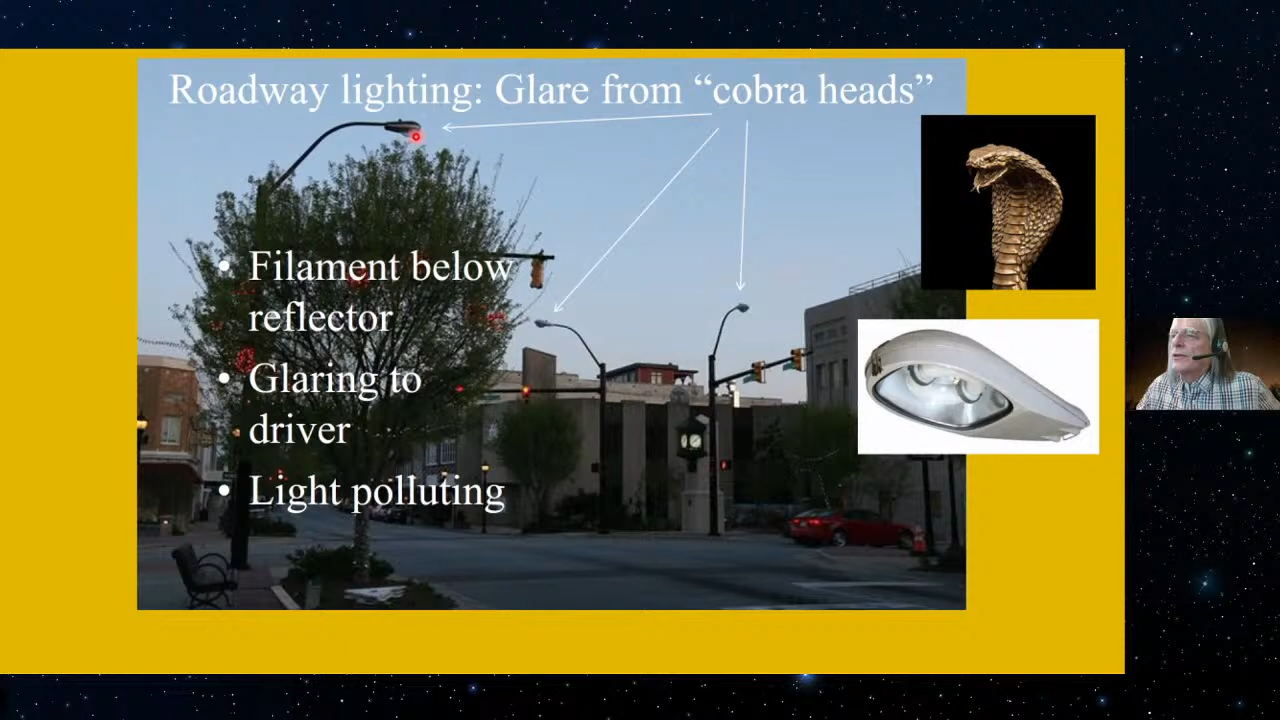 Roadway lighting: Glare from “cobra heads”
• Filament below
reflector
• Glaring to
driver
• Light polluting